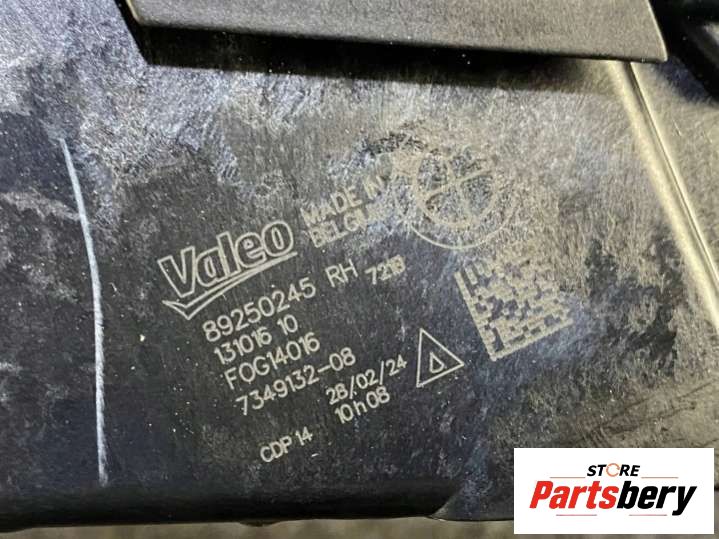 Valeo
MADE IN
BELGIUM
89250245 RH 7219
131016 10
FOG14016
7349132-08
28/02/24
10h08
CDP 14
STORE
Partsbery